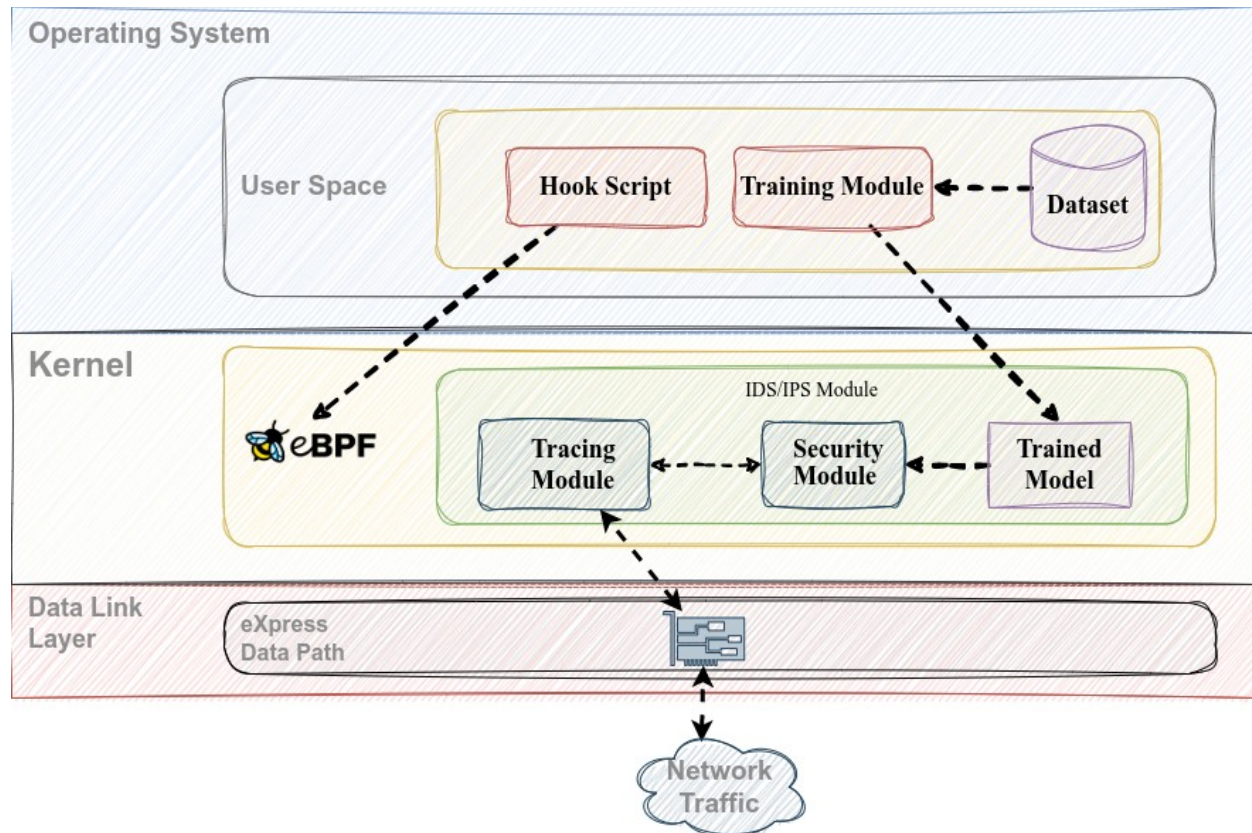 Operating System
User Space
Hook Script
Training Module
Dataset
Kernel
eBPF
IDS/IPS Module
Tracing
Module
Security
Module
Trained
Model
Data Link
Layer
eXpress
Data Path
Network
Traffic